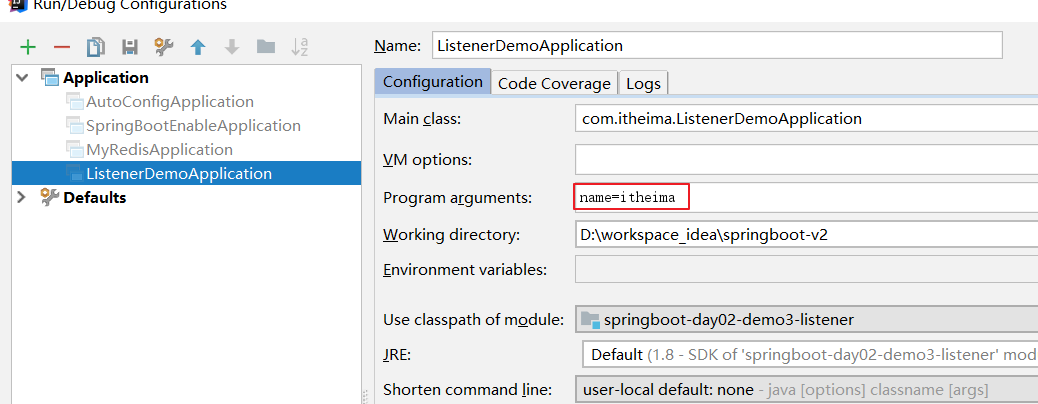 Run/Debug Configurations
Name: ListenerDemoApplication
Application
AutoConfigApplication
SpringBootEnableApplication
MyRedisApplication
ListenerDemoApplication
Defaults
Configuration Code Coverage Logs
Main class: com.itheima.ListenerDemoApplication
VM options:
Program arguments: name=itheima
Working directory: D:\workspace_idea\springboot-v2
Environment variables:
Use classpath of module: springboot-day02-demo3-listener
JRE: Default (1.8 - SDK of 'springboot-day02-demo3-listener' mod
Shorten command line: user-local default: none - java [options] classname [args]